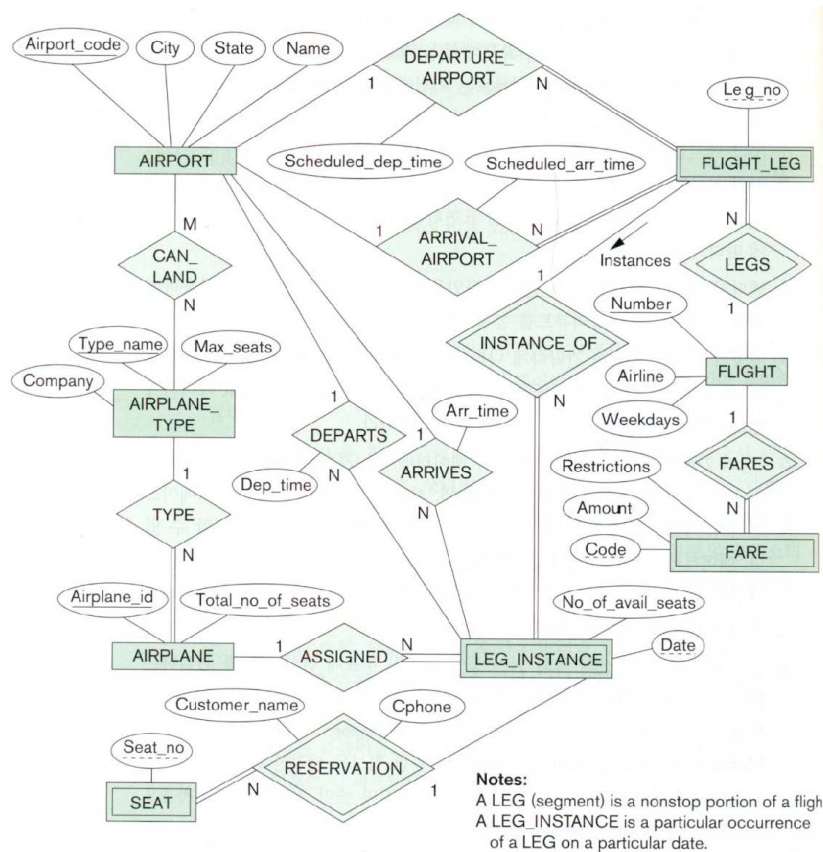 Airport_code
City
State
Name
DEPARTURE_
AIRPORT
1
N
Leg_no
Scheduled_dep_time
Scheduled_arr_time
AIRPORT
FLIGHT_LEG
M
1
ARRIVAL_
AIRPORT
N
Instances
N
CAN_
LAND
LEGS
N
1
1
Number
Type_name
Max_seats
INSTANCE_OF
Company
FLIGHT
AIRPLANE_
TYPE
Airline
1
Arr_time
N
Weekdays
1
1
DEPARTS
1
Restrictions
FARES
Dep_time
N
ARRIVES
TYPE
Amount
N
N
N
Code
FARE
Airplane_id
Total_no_of_seats
No_of_avail_seats
AIRPLANE
1
ASSIGNED
N
LEG_INSTANCE
Date
Customer_name
Cphone
Seat_no
RESERVATION
SEAT
N
1
Notes:
A LEG (segment) is a nonstop portion of a fligh
A LEG_INSTANCE is a particular occurrence
of a LEG on a particular date.